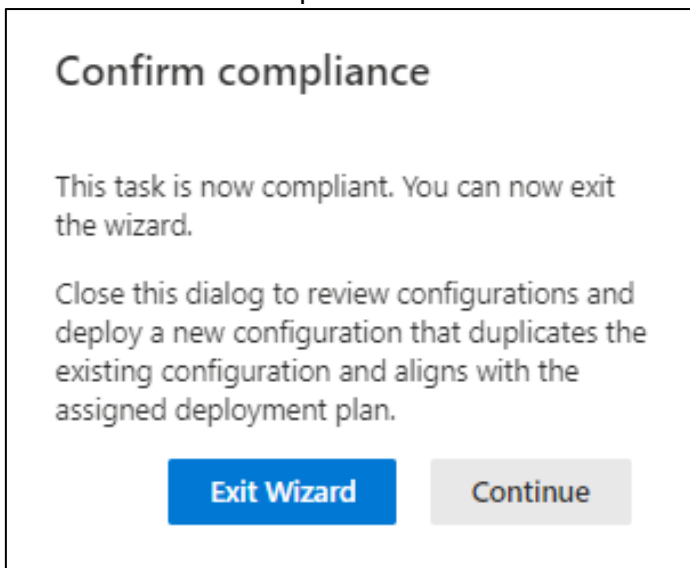 Confirm compliance
This task is now compliant. You can now exit
the wizard.
Close this dialog to review configurations and
deploy a new configuration that duplicates the
existing configuration and aligns with the
assigned deployment plan.
Exit Wizard
Continue